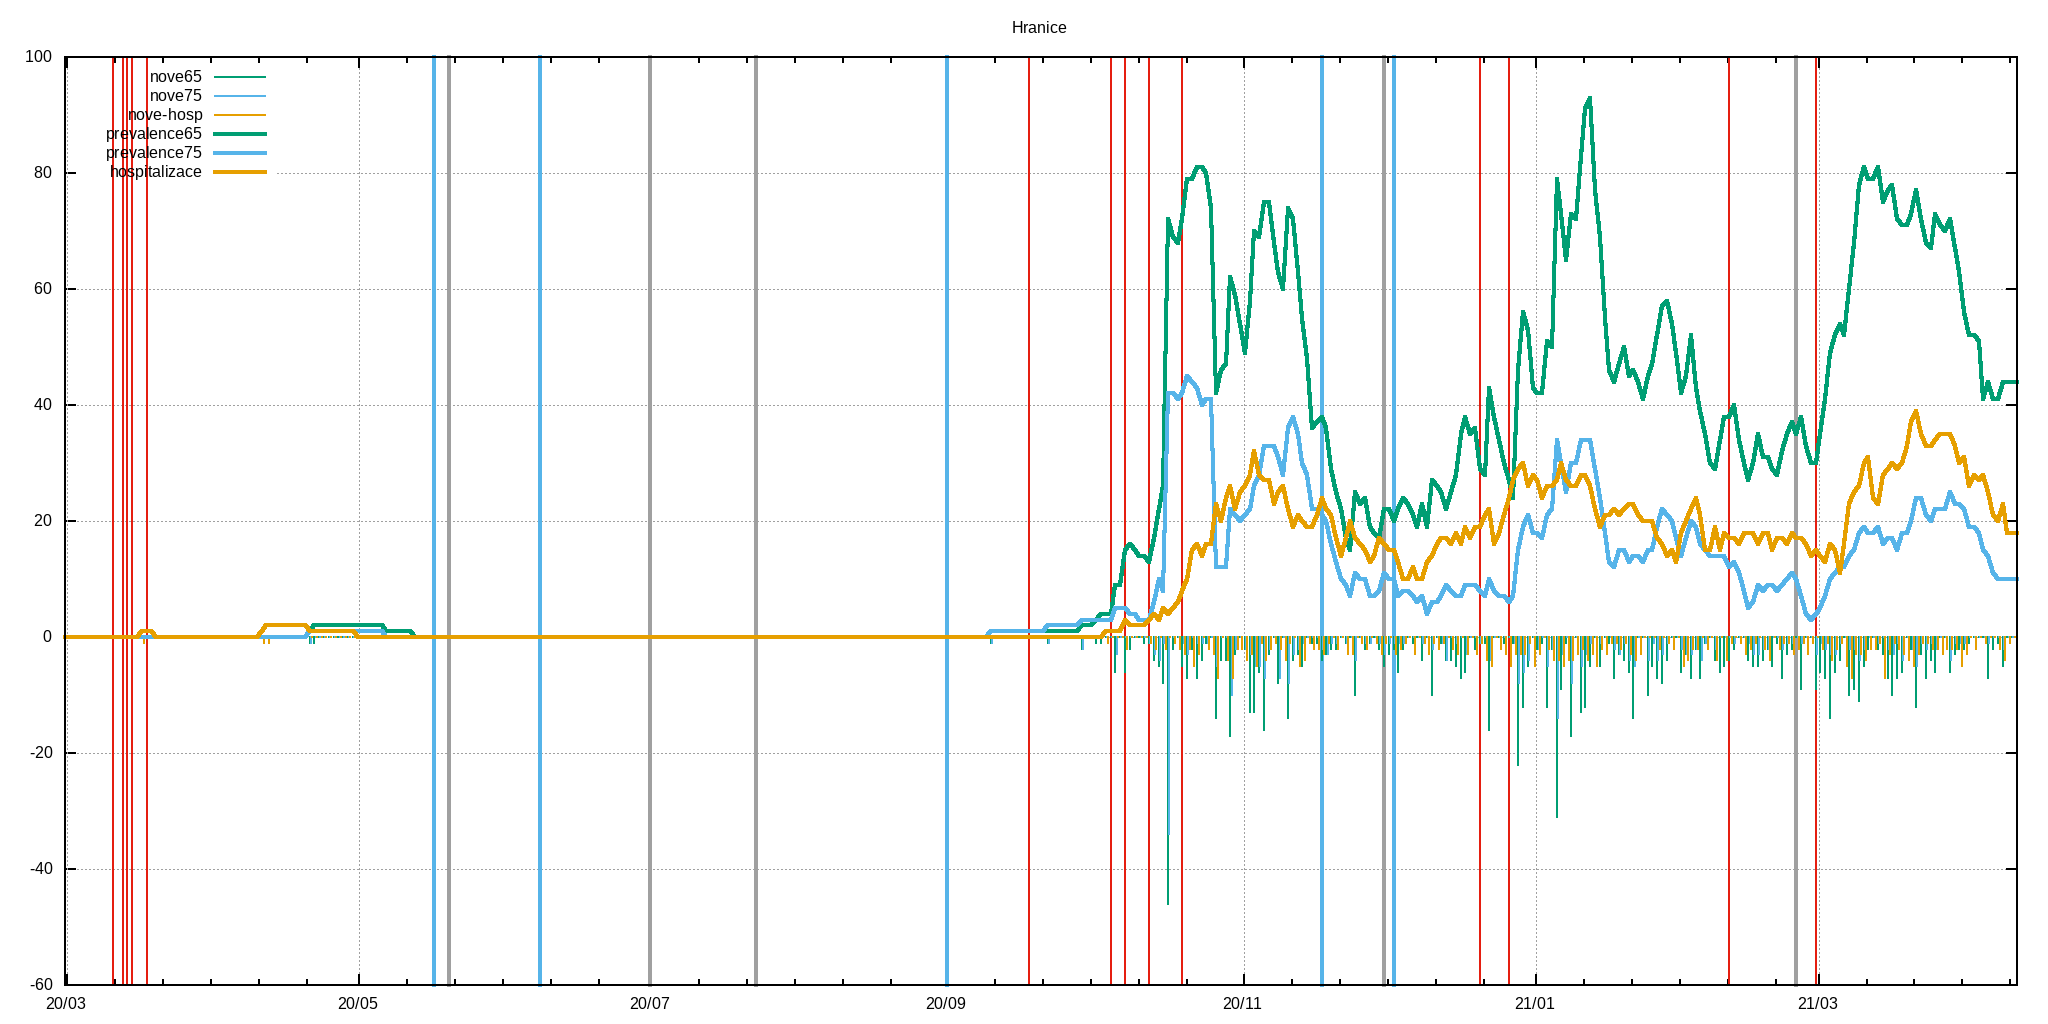 Hranice
100
80
60
40
20
0
-20
-40
-60
nove65
nove75
nove-hosp
prevalence65
prevalence75
hospitalizace
20/03 20/05 20/07 20/09 20/11 21/01 21/03